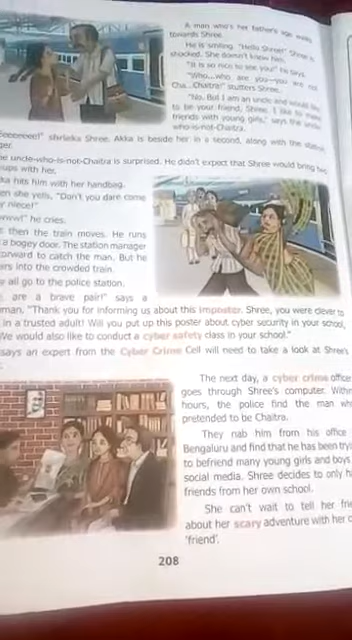 A man who's her father's age walks
towards Shree.
He is smiling. "Hello Shree!" Shree is
shocked. She doesn't know him.
"It is so nice to see you!" he says.
"Who...who are you—you are not
Cha...Chaitra!" stutters Shree.
"No. But I am an uncle and would like
to be your friend, Shree. I like to make
friends with young girls," says the uncle
who-is-not-Chaitra.
shrieks Shree. Akka is beside her in a second, along with the station
uncle-who-is-not-Chaitra is surprised. He didn't expect that Shree would bring
ups with her.
hits him with her handbag.
she yells, "Don't you dare come
niece!"
he cries.
then the train moves. He runs
a bogey door. The station manager
to catch the man. But he
into the crowded train.
all go to the police station.
are a brave pair!" says a
"Thank you for informing us about this imposter. Shree, you were clever to
in a trusted adult! Will you put up this poster about cyber security in your school,
We would also like to conduct a cyber safety class in your school."
says an expert from the Cyber Crime Cell will need to take a look at Shree's
The next day, a cyber crime officer
goes through Shree's computer. Within
hours, the police find the man who
pretended to be Chaitra.
They nab him from his office
Bengaluru and find that he has been
to befriend many young girls and boys
social media. Shree decides to only
friends from her own school.
She can't wait to tell her
about her scary adventure with her
'friend'.
208